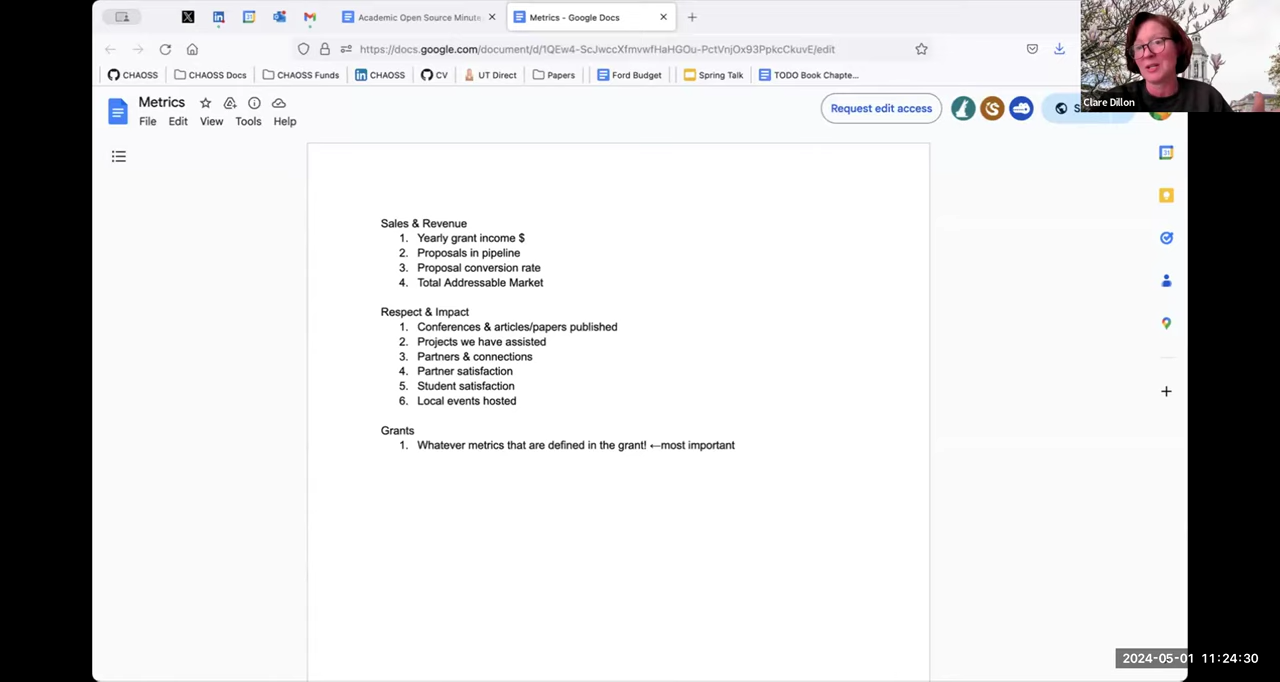 Academic Open Source Minute
Metrics - Google Docs
https://docs.google.com/document/d/1QEw4-ScJwccXfmvwfHaHGOu-PctVnjOx93PpkcCkuvE/edit
CHAOSS
CHAOSS Docs
CHAOSS Funds
CHAOSS
CV
UT Direct
Papers
Ford Budget
Spring Talk
TODO Book Chapte...
Clare Dillon
Metrics
File Edit View Tools Help
Request edit access
Sales & Revenue
1. Yearly grant income $
2. Proposals in pipeline
3. Proposal conversion rate
4. Total Addressable Market
Respect & Impact
1. Conferences & articles/papers published
2. Projects we have assisted
3. Partners & connections
4. Partner satisfaction
5. Student satisfaction
6. Local events hosted
Grants
1. Whatever metrics that are defined in the grant! ←most important
2024-05-01 11:24:30